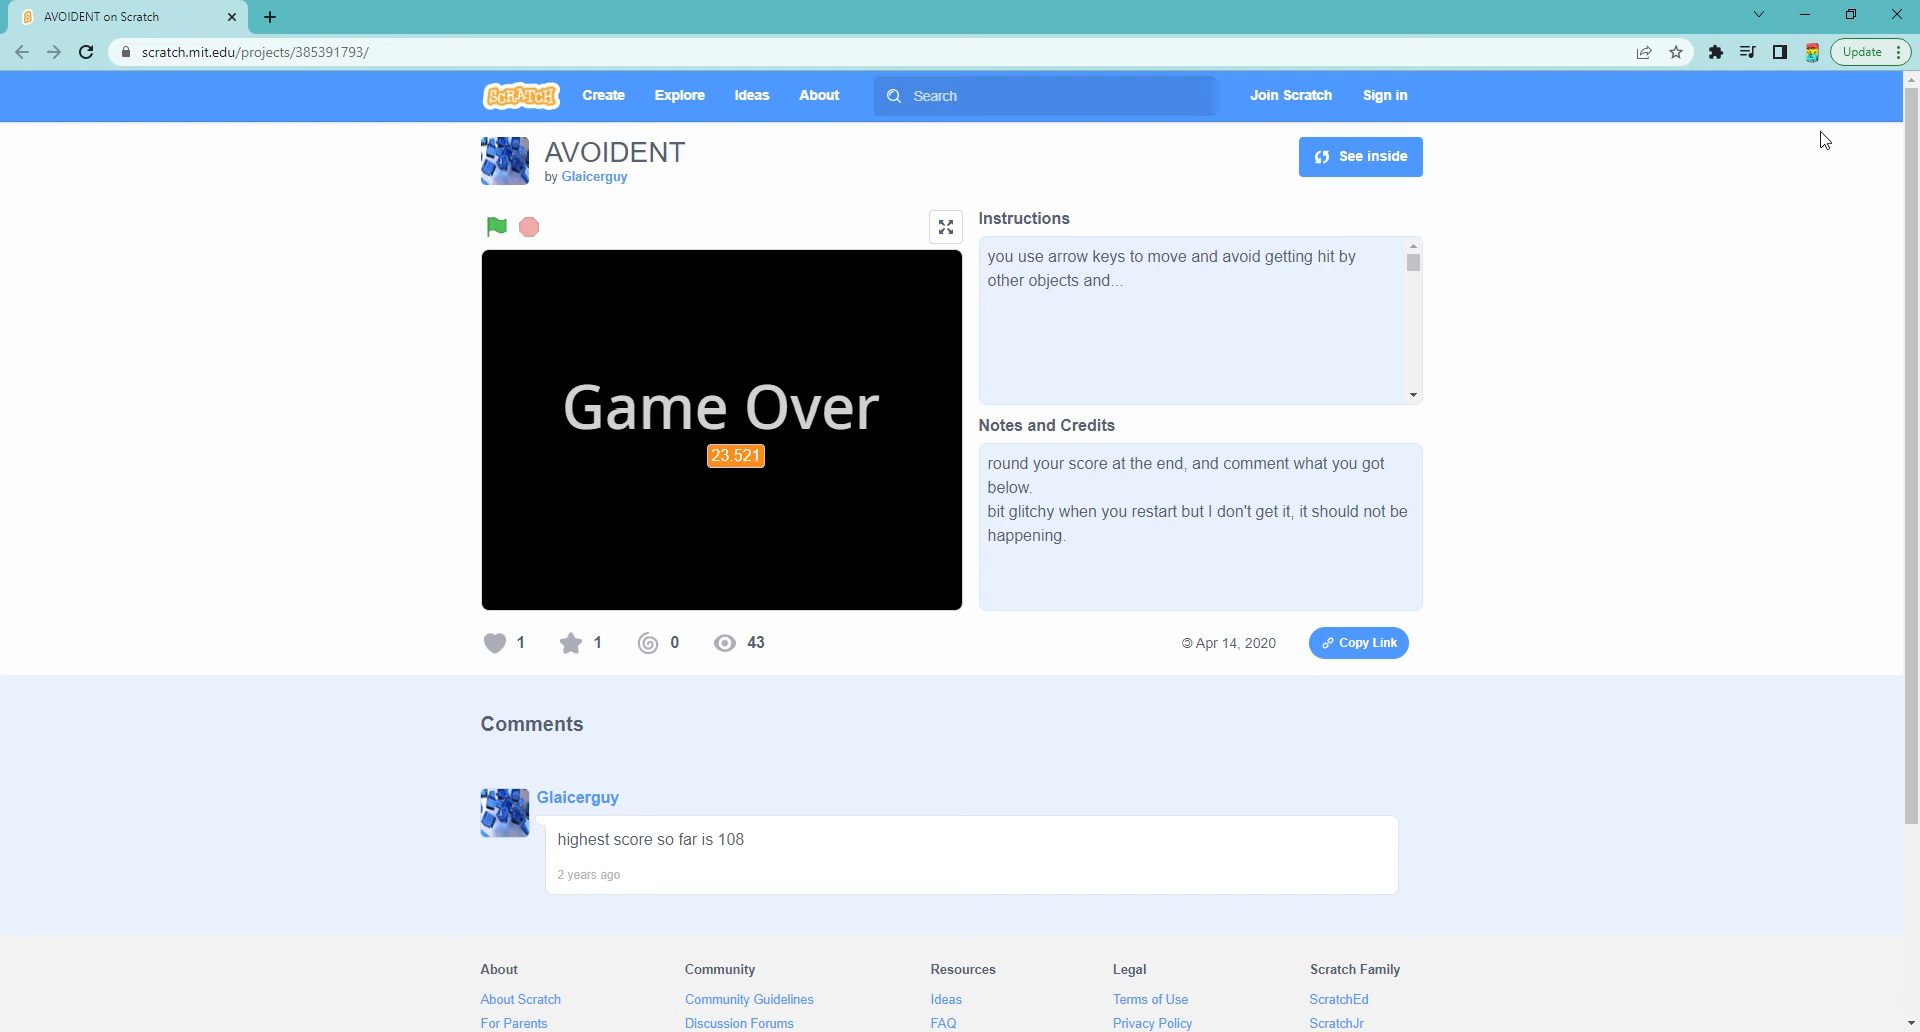 AVOIDENT on Scratch
scratch.mit.edu/projects/385391793/
Update
SCRATCH Create Explore Ideas About Search Join Scratch Sign in
AVOIDENT
by Glaicerguy
See inside
Instructions
you use arrow keys to move and avoid getting hit by
other objects and...
Game Over
23.521
Notes and Credits
round your score at the end, and comment what you got
below.
bit glitchy when you restart but I don't get it, it should not be
happening.
1 1 0 43
© Apr 14, 2020
Copy Link
Comments
Glaicerguy
highest score so far is 108
2 years ago
About Community Resources Legal Scratch Family
About Scratch Community Guidelines Ideas Terms of Use ScratchEd
For Parents Discussion Forums FAQ Privacy Policy ScratchJr